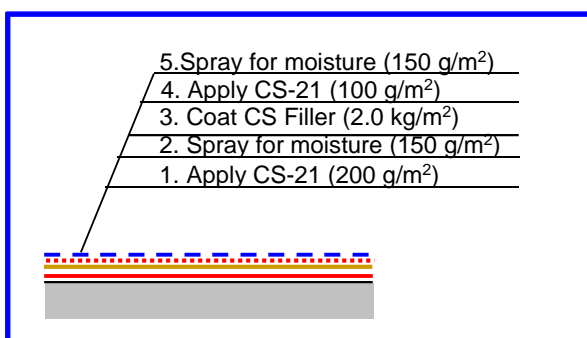 5.Spray for moisture (150 g/m²)
4. Apply CS-21 (100 g/m²)
3. Coat CS Filler (2.0 kg/m²)
2. Spray for moisture (150 g/m²)
1. Apply CS-21 (200 g/m²)